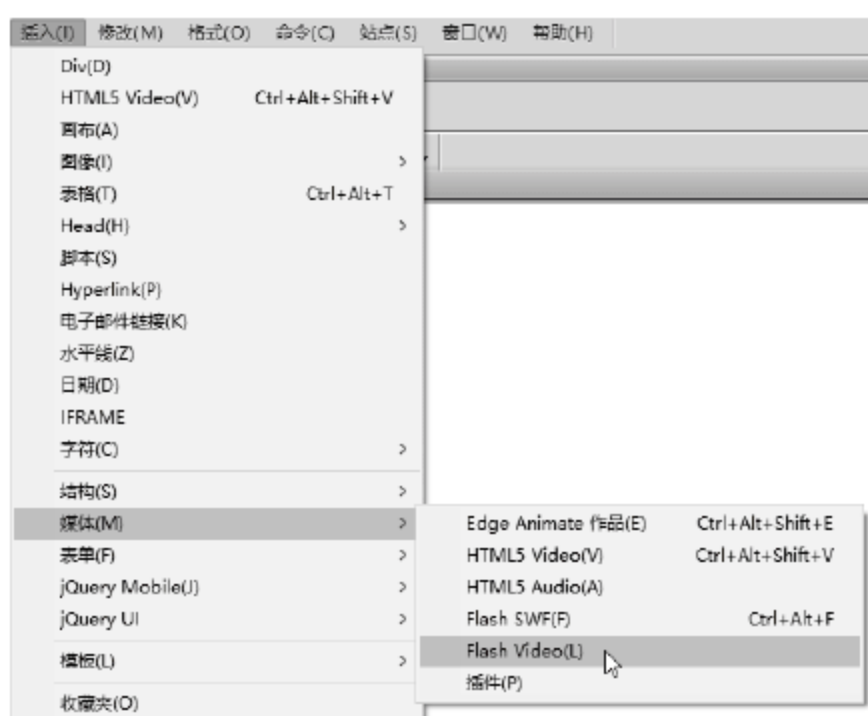 插入(I) 修改(M) 格式(O) 命令(C) 站点(S) 窗口(W) 帮助(H)
Div(D)
HTML5 Video(V) Ctrl+Alt+Shift+V
画布(A)
图像(I) >
表格(T) Ctrl+Alt+T
Head(H) >
脚本(S)
Hyperlink(P)
电子邮件链接(K)
水平线(Z)
日期(D)
IFRAME
字符(C) >
结构(S) >
媒体(M) >
表单(F) >
jQuery Mobile(J) >
jQuery UI >
模板(L) >
收藏夹(O)
Edge Animate 作品(E) Ctrl+Alt+Shift+E
HTML5 Video(V) Ctrl+Alt+Shift+V
HTML5 Audio(A)
Flash SWF(F) Ctrl+Alt+F
Flash Video(L)
插件(P)